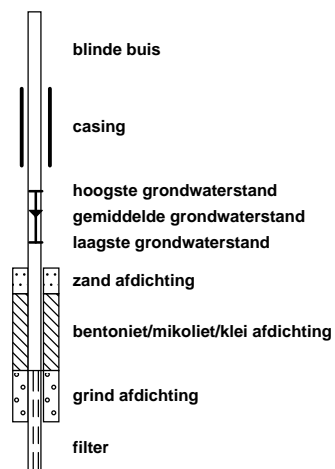 blinde buis
casing
hoogste grondwaterstand
gemiddelde grondwaterstand
laagste grondwaterstand
zand afdichting
bentoniet/mikoliet/klei afdichting
grind afdichting
filter